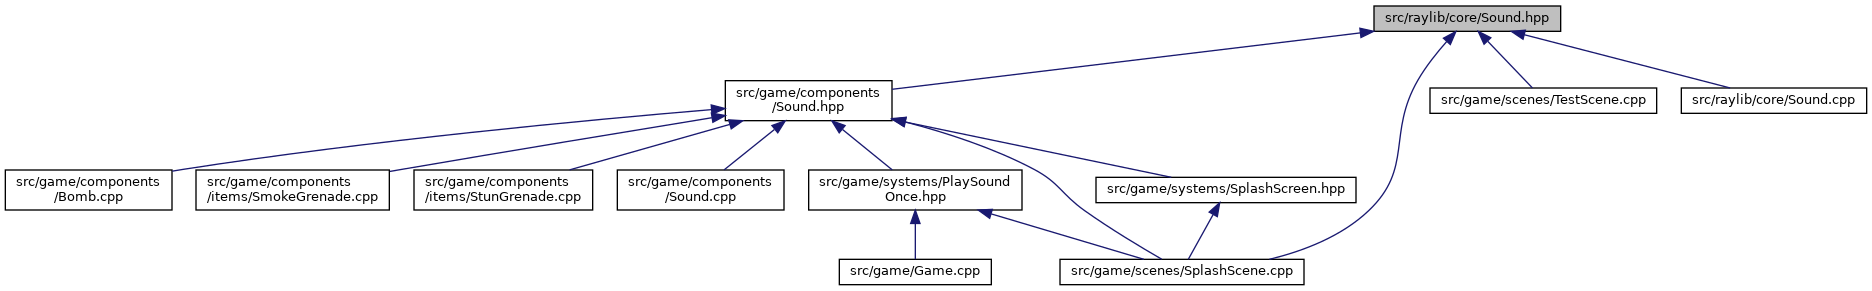 src/raylib/core/Sound.hpp
src/game/components
/Sound.hpp
src/game/scenes/TestScene.cpp
src/raylib/core/Sound.cpp
src/game/components
/Bomb.cpp
src/game/components
/items/SmokeGrenade.cpp
src/game/components
/items/StunGrenade.cpp
src/game/components
/Sound.cpp
src/game/systems/PlaySound
Once.hpp
src/game/systems/SplashScreen.hpp
src/game/Game.cpp
src/game/scenes/SplashScene.cpp